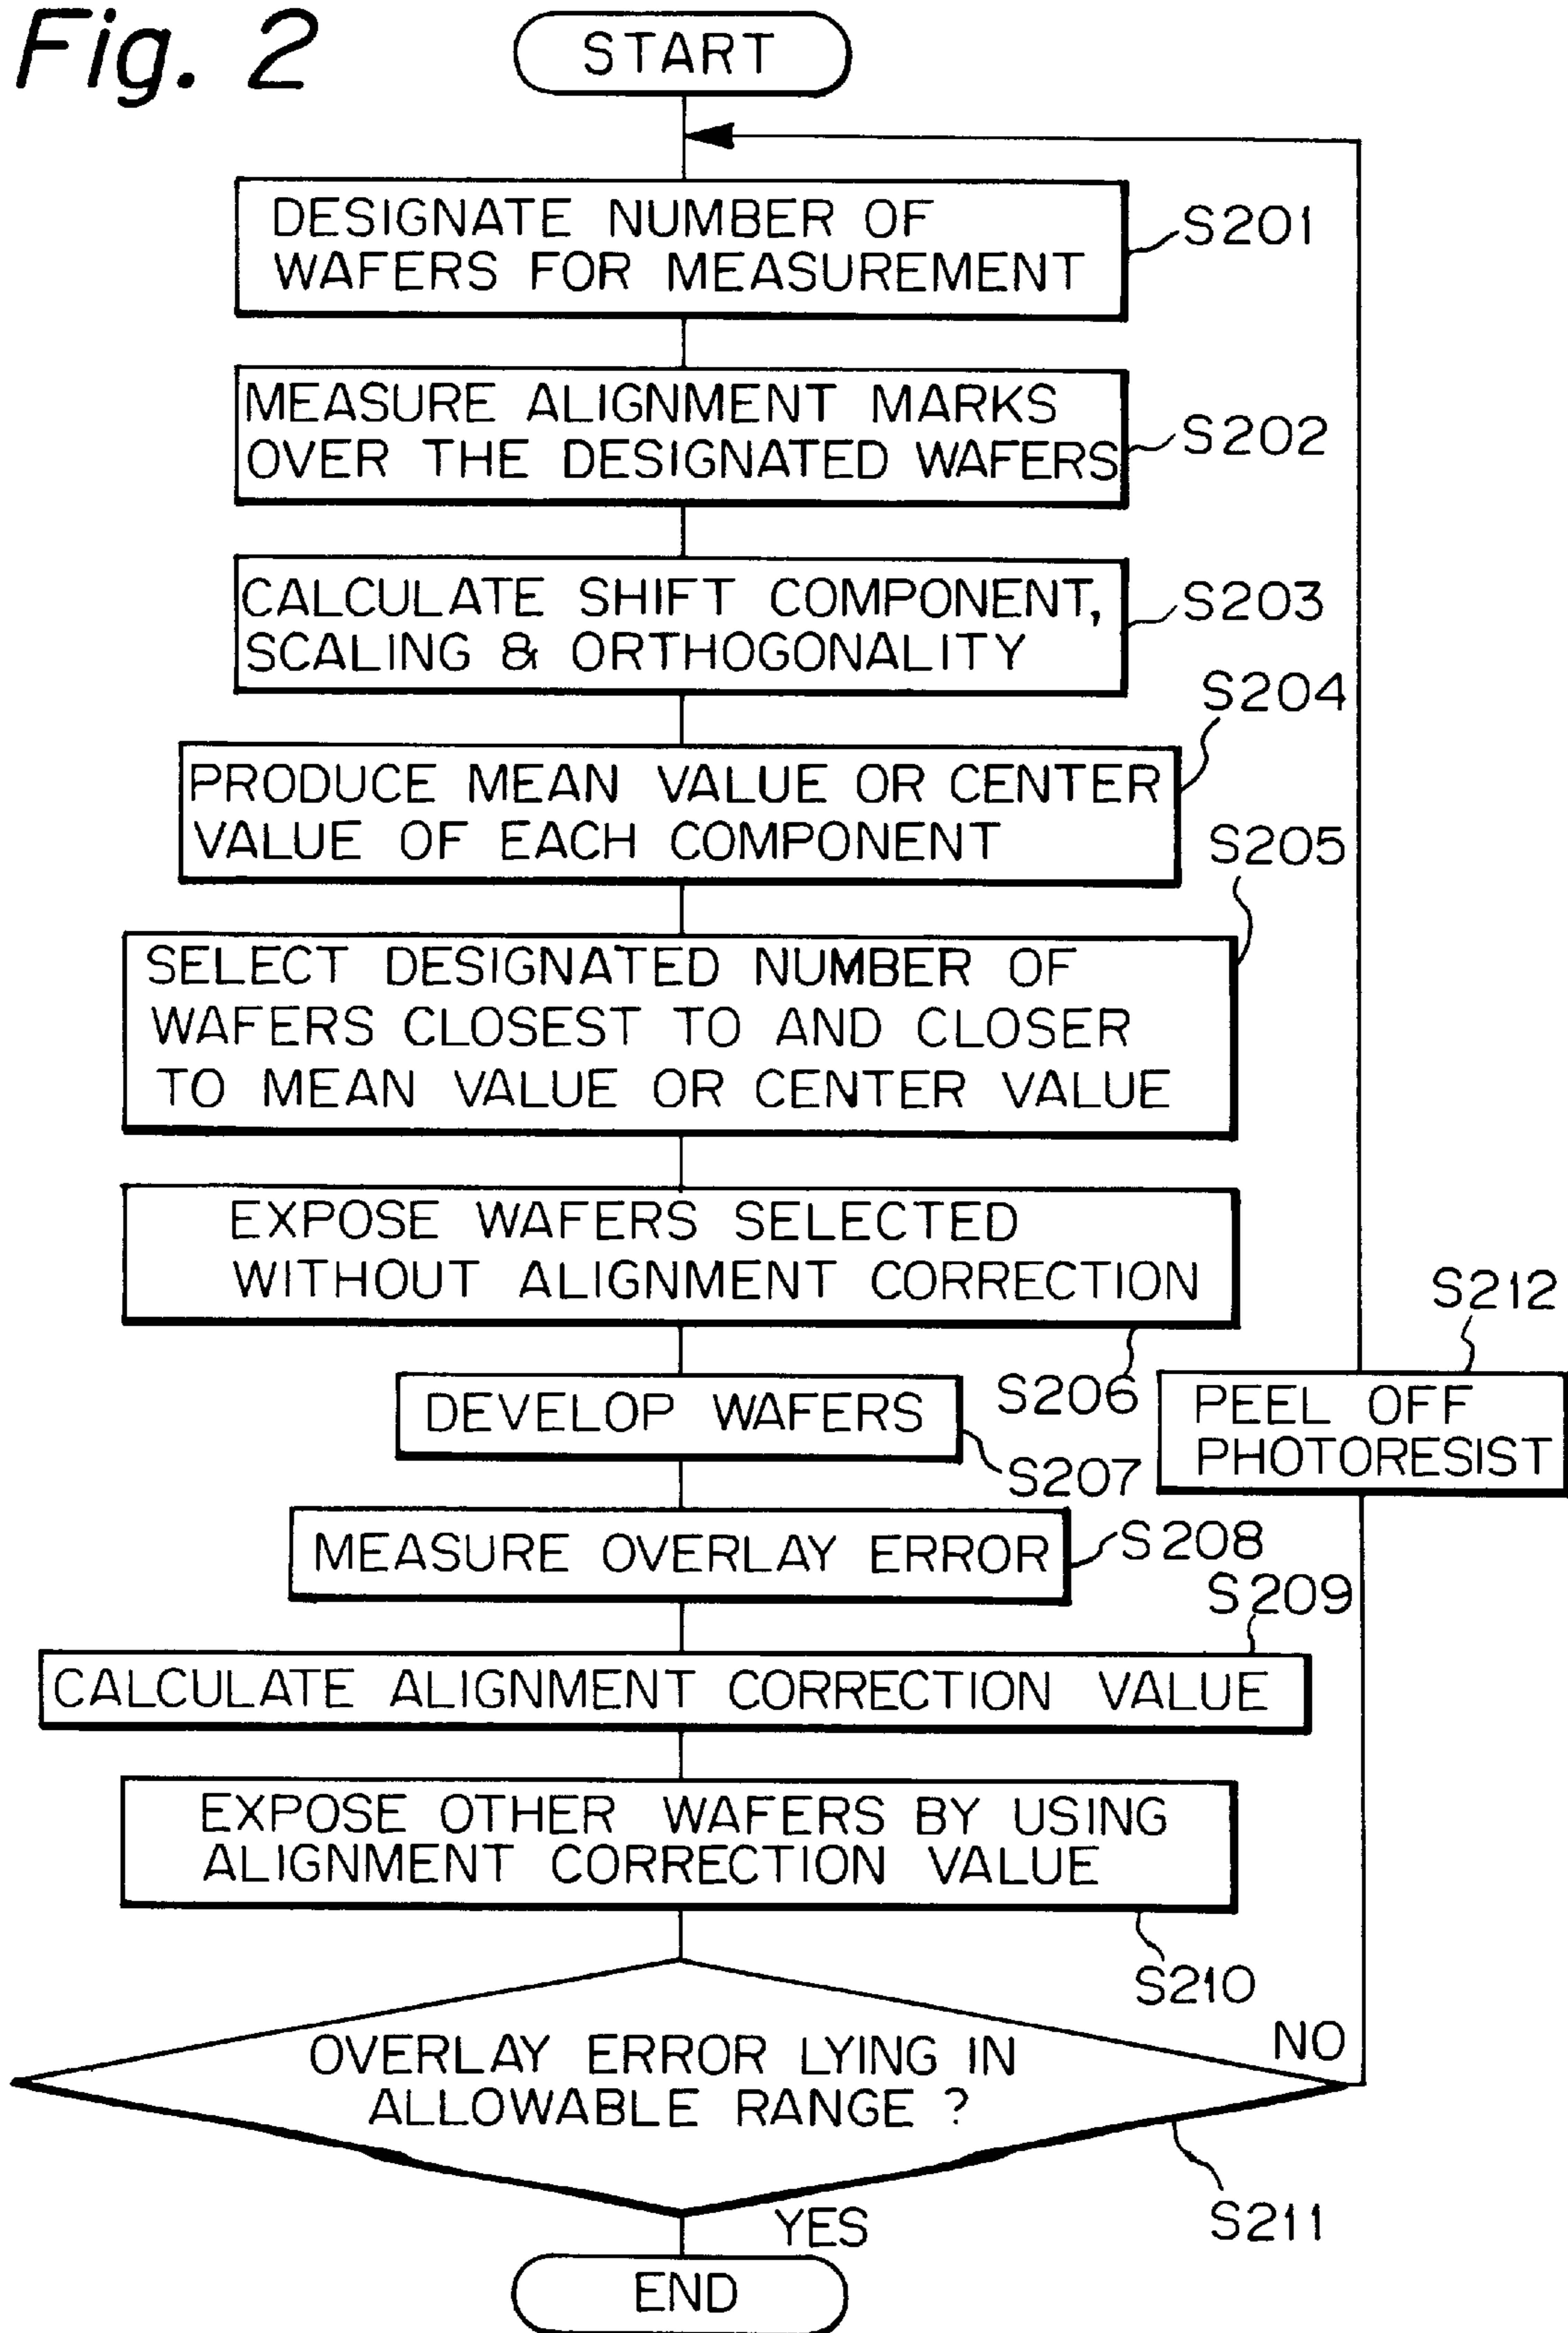 Fig. 2
START
DESIGNATE NUMBER OF
WAFERS FOR MEASUREMENT
S201
MEASURE ALIGNMENT MARKS
OVER THE DESIGNATED WAFERS
S202
CALCULATE SHIFT COMPONENT,
SCALING & ORTHOGONALITY
S203
S204
PRODUCE MEAN VALUE OR CENTER
VALUE OF EACH COMPONENT
S205
SELECT DESIGNATED NUMBER OF
WAFERS CLOSEST TO AND CLOSER
TO MEAN VALUE OR CENTER VALUE
EXPOSE WAFERS SELECTED
WITHOUT ALIGNMENT CORRECTION
S206
S212
PEEL OFF
PHOTORESIST
DEVELOP WAFERS
S207
MEASURE OVERLAY ERROR
S208
S209
CALCULATE ALIGNMENT CORRECTION VALUE
EXPOSE OTHER WAFERS BY USING
ALIGNMENT CORRECTION VALUE
S210
NO
OVERLAY ERROR LYING IN
ALLOWABLE RANGE ?
S211
YES
END